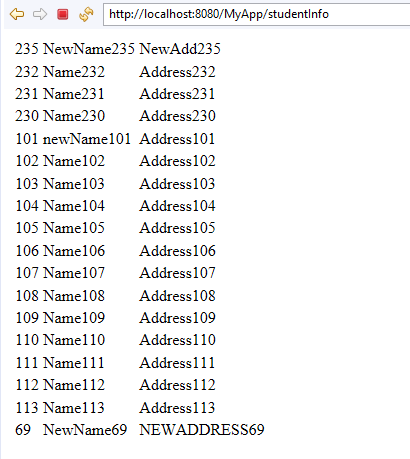 http://localhost:8080/MyApp/studentInfo
235 NewName235 NewAdd235
232 Name232 Address232
231 Name231 Address231
230 Name230 Address230
101 newName101 Address101
102 Name102 Address102
103 Name103 Address103
104 Name104 Address104
105 Name105 Address105
106 Name106 Address106
107 Name107 Address107
108 Name108 Address108
109 Name109 Address109
110 Name110 Address110
111 Name111 Address111
112 Name112 Address112
113 Name113 Address113
69 NewName69 NEWADDRESS69